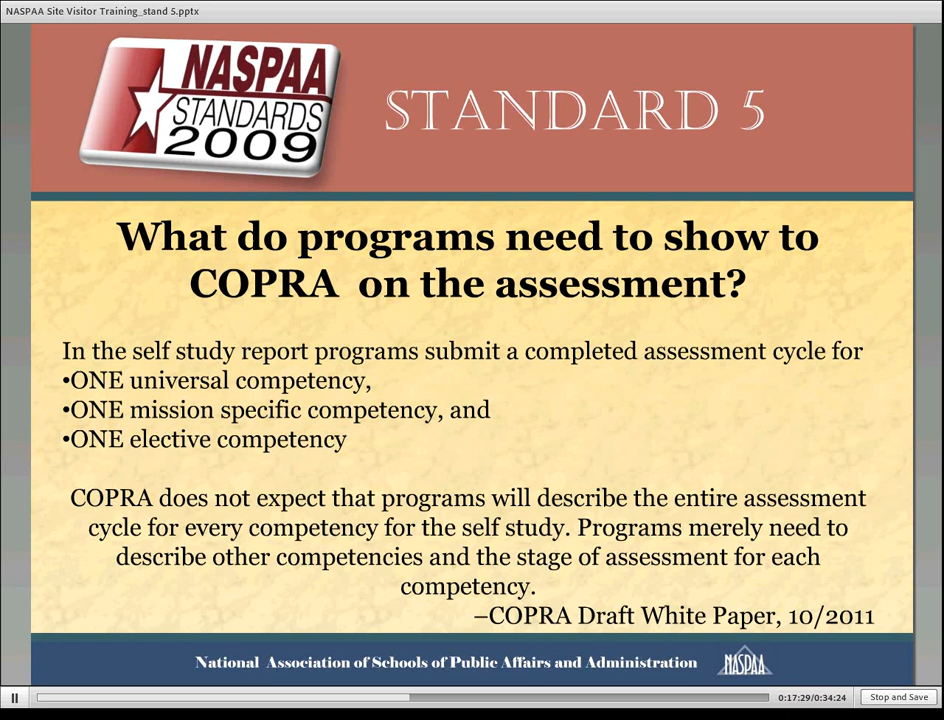 NASPAA Site Visitor Training_stand 5.pptx
NASPAA
STANDARDS
2009
STANDARD 5
What do programs need to show to
COPRA on the assessment?
In the self study report programs submit a completed assessment cycle for
•ONE universal competency,
•ONE mission specific competency, and
•ONE elective competency
COPRA does not expect that programs will describe the entire assessment
cycle for every competency for the self study. Programs merely need to
describe other competencies and the stage of assessment for each
competency.
–COPRA Draft White Paper, 10/2011
National Association of Schools of Public Affairs and Administration
NASPAA
0:17:29/0:34:24
Stop and Save